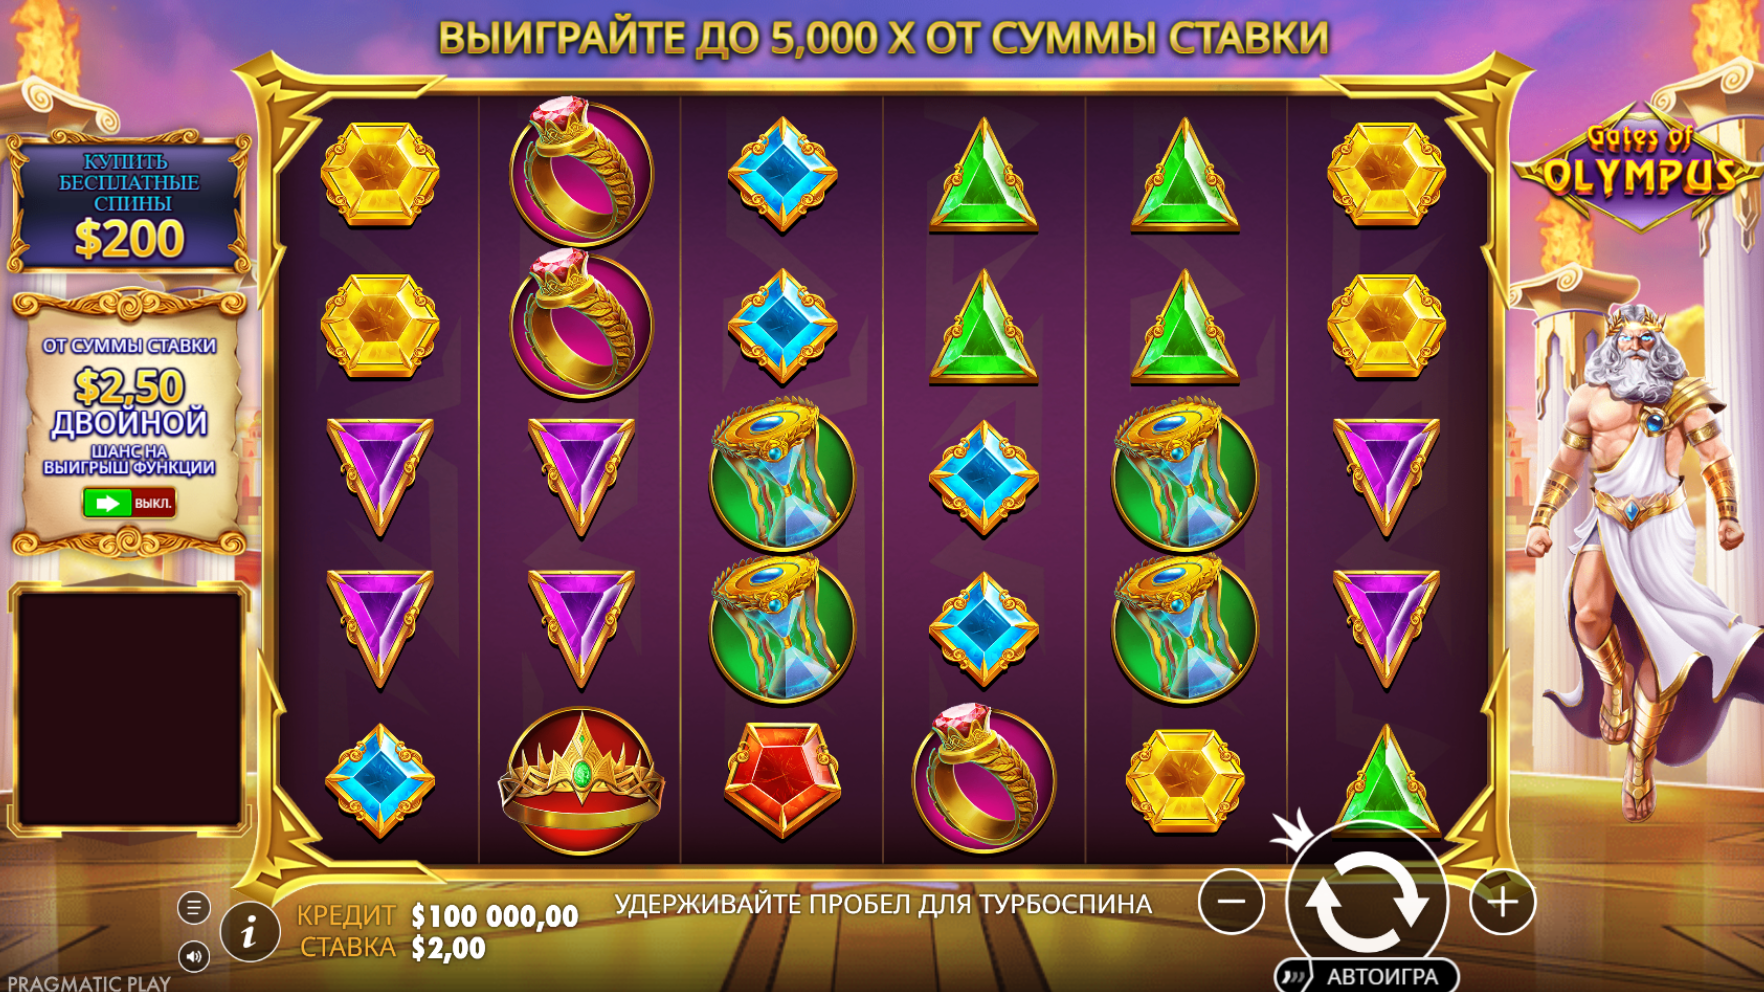 ВЫИГРАЙТЕ ДО 5,000 X ОТ СУММЫ СТАВКИ
Gates of
OLYMPUS
КУПИТЬ
БЕСПЛАТНЫЕ
СПИНЫ
$200
ОТ СУММЫ СТАВКИ
$2,50
ДВОЙНОЙ
ШАНС НА
ВЫИГРЫШ ФУНКЦИИ
ВЫКЛ.
КРЕДИТ $100 000,00
СТАВКА $2,00
УДЕРЖИВАЙТЕ ПРОБЕЛ ДЛЯ ТУРБОСПИНА
АВТОИГРА
PRAGMATIC PLAY